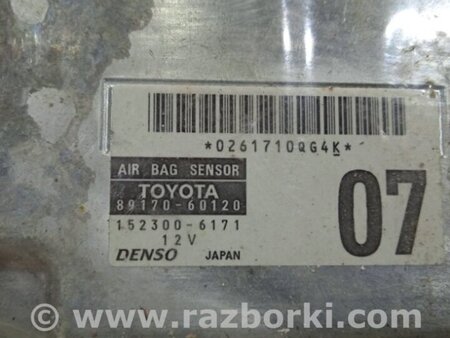 *0261710QG4K*
AIR BAG SENSOR
TOYOTA
89170-60120
152300-6171
12V
DENSO JAPAN
07
www.razborki.com